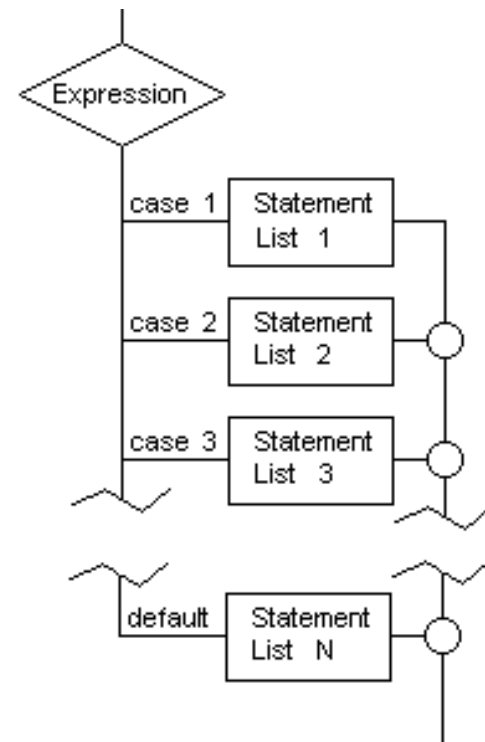 Expression
case 1
Statement
List 1
case 2
Statement
List 2
case 3
Statement
List 3
default
Statement
List N